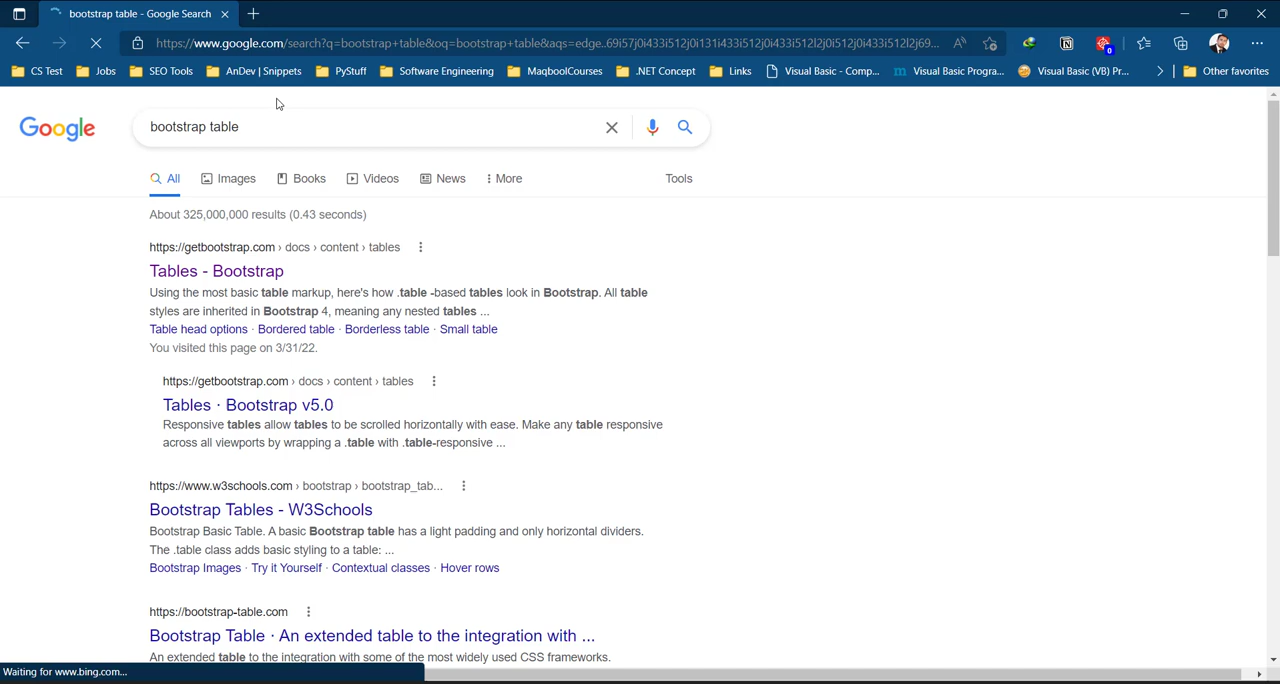 bootstrap table - Google Search
https://www.google.com/search?q=bootstrap+table&oq=bootstrap+table&aqs=edge..69i57j0i433i512j0i131i433i512j0i433i512l2j0i512j0i433i512l2j69...
CS Test
Jobs
SEO Tools
AnDev | Snippets
PyStuff
Software Engineering
MaqboolCourses
.NET Concept
Links
Visual Basic - Comp...
Visual Basic Progra...
Visual Basic (VB) Pr...
Other favorites
Google
bootstrap table
All
Images
Books
Videos
News
More
Tools
About 325,000,000 results (0.43 seconds)
https://getbootstrap.com › docs › content › tables
Tables - Bootstrap
Using the most basic table markup, here's how .table -based tables look in Bootstrap. All table
styles are inherited in Bootstrap 4, meaning any nested tables ...
Table head options · Bordered table · Borderless table · Small table
You visited this page on 3/31/22.
https://getbootstrap.com › docs › content › tables
Tables · Bootstrap v5.0
Responsive tables allow tables to be scrolled horizontally with ease. Make any table responsive
across all viewports by wrapping a .table with .table-responsive ...
https://www.w3schools.com › bootstrap › bootstrap_tab...
Bootstrap Tables - W3Schools
Bootstrap Basic Table. A basic Bootstrap table has a light padding and only horizontal dividers.
The .table class adds basic styling to a table: ...
Bootstrap Images · Try it Yourself · Contextual classes · Hover rows
https://bootstrap-table.com
Bootstrap Table · An extended table to the integration with ...
An extended table to the integration with some of the most widely used CSS frameworks.
Waiting for www.bing.com...